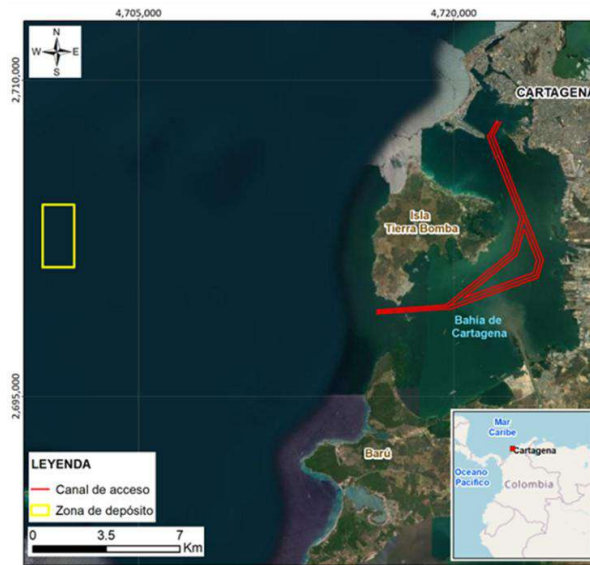 4,705,000
4,720,000
N
W
E
S
2,710,000
CARTAGENA
Isla
Tierra Bomba
Bahía de
Cartagena
2,695,000
Barú
LEYENDA
Canal de acceso
Zona de depósito
0
3.5
7
Km
Mar
Caribe
Cartagena
Oceano
Pacífico
Colombia